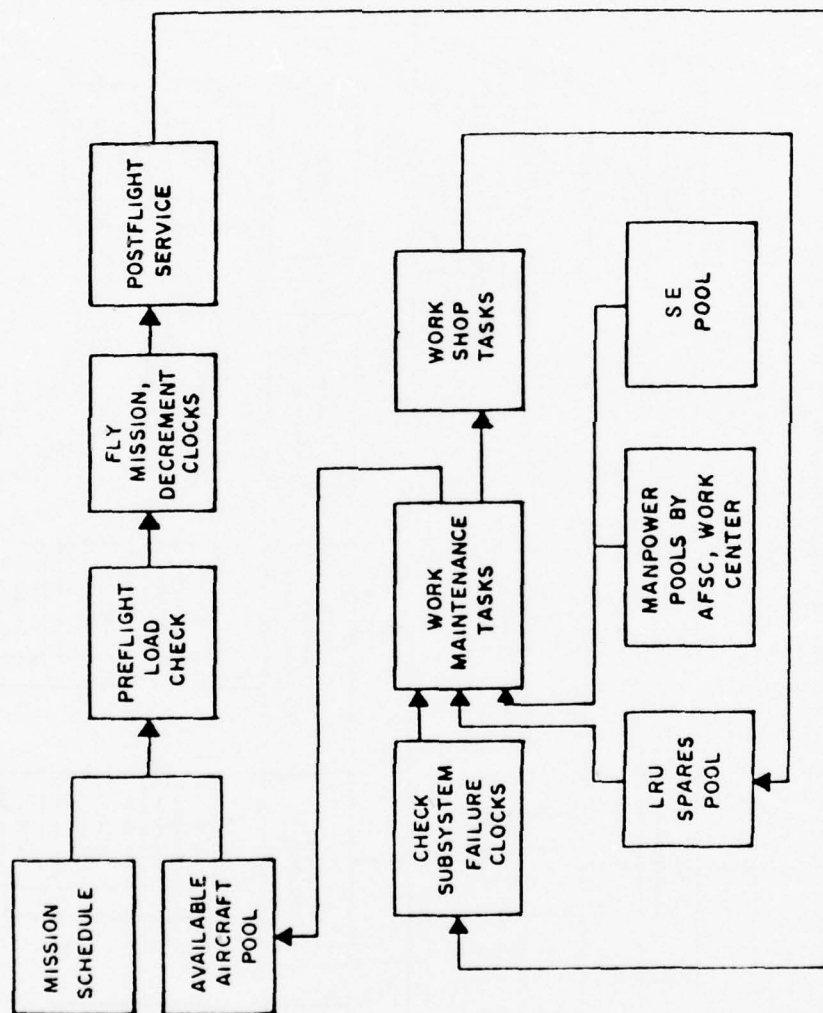 MISSION
SCHEDULE
AVAILABLE
AIRCRAFT
POOL
PREFLIGHT
LOAD
CHECK
FLY
MISSION,
DECREMENT
CLOCKS
POSTFLIGHT
SERVICE
CHECK
SUBSYSTEM
FAILURE
CLOCKS
WORK
MAINTENANCE
TASKS
WORK
SHOP
TASKS
LRU
SPARES
POOL
MANPOWER
POOLS BY
AFSC, WORK
CENTER
SE
POOL